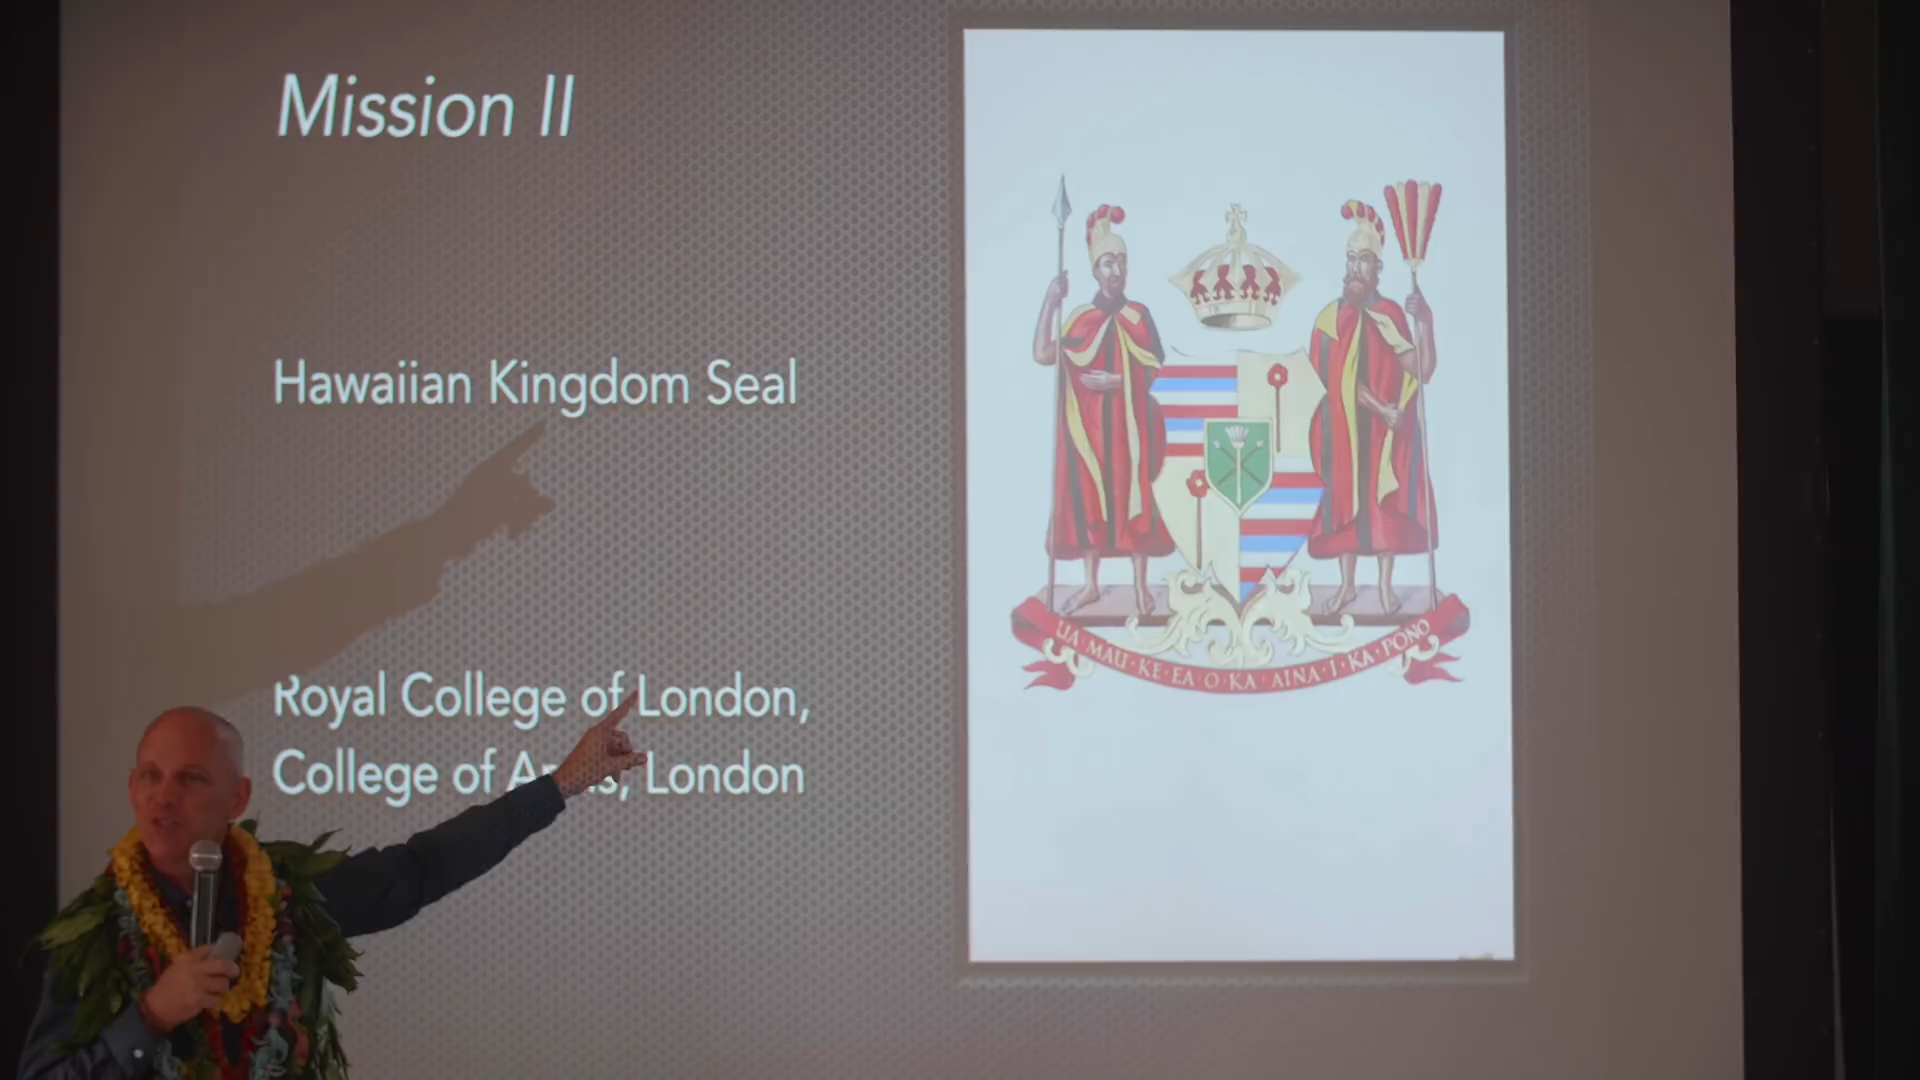 Mission II
Hawaiian Kingdom Seal
Royal College of London,
College of London
UA · MAU · KE · EA · O · KA · AINA · I · KA · PONO